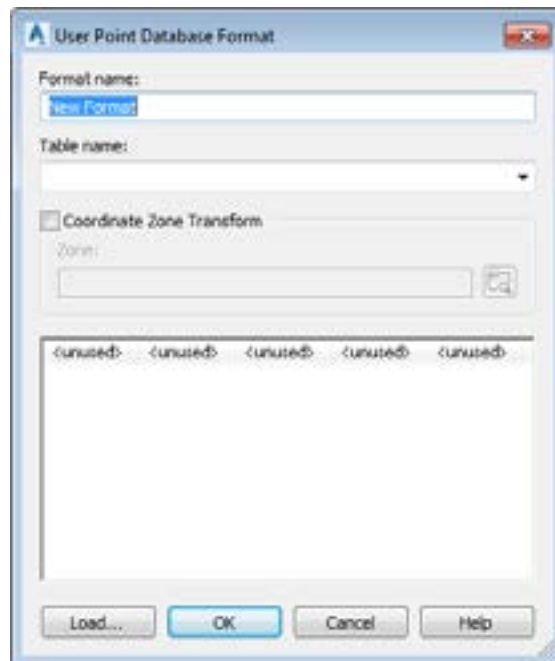 User Point Database Format
Format name:
New Format
Table name:
Coordinate Zone Transform
Zone:
<unused> <unused> <unused> <unused> <unused>
Load... OK Cancel Help